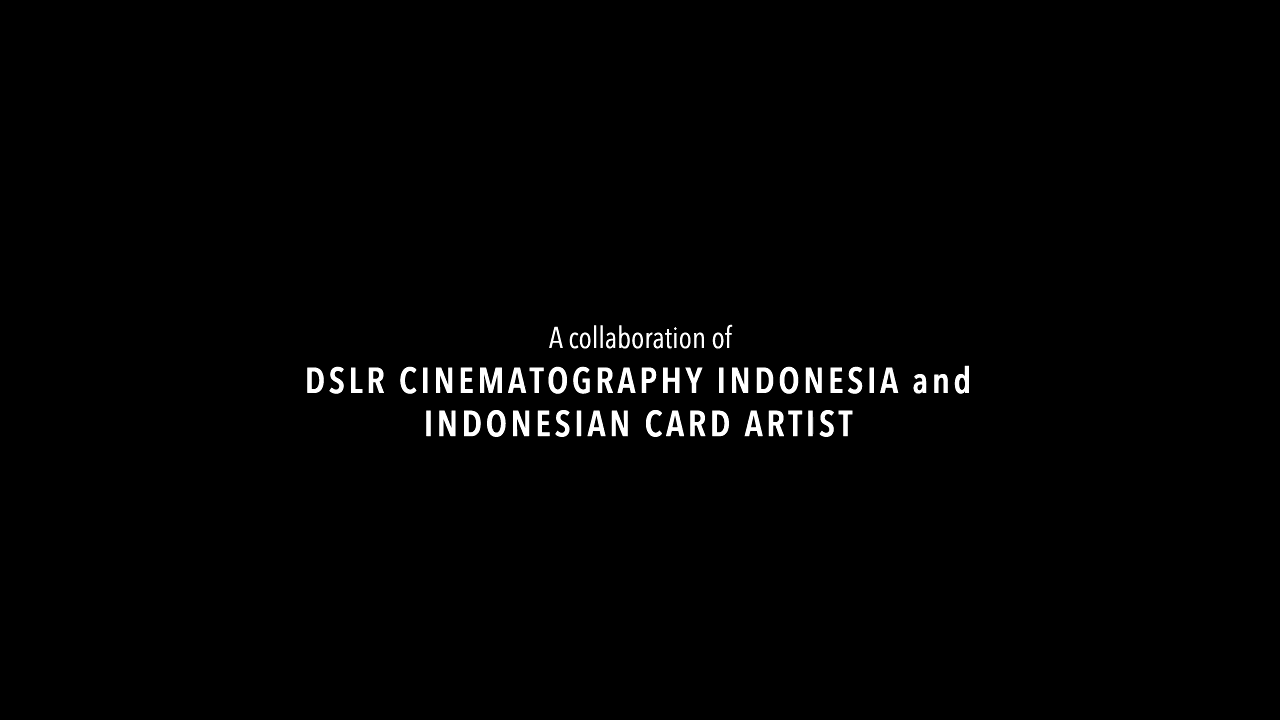 A collaboration of
DSLR CINEMATOGRAPHY INDONESIA and
INDONESIAN CARD ARTIST